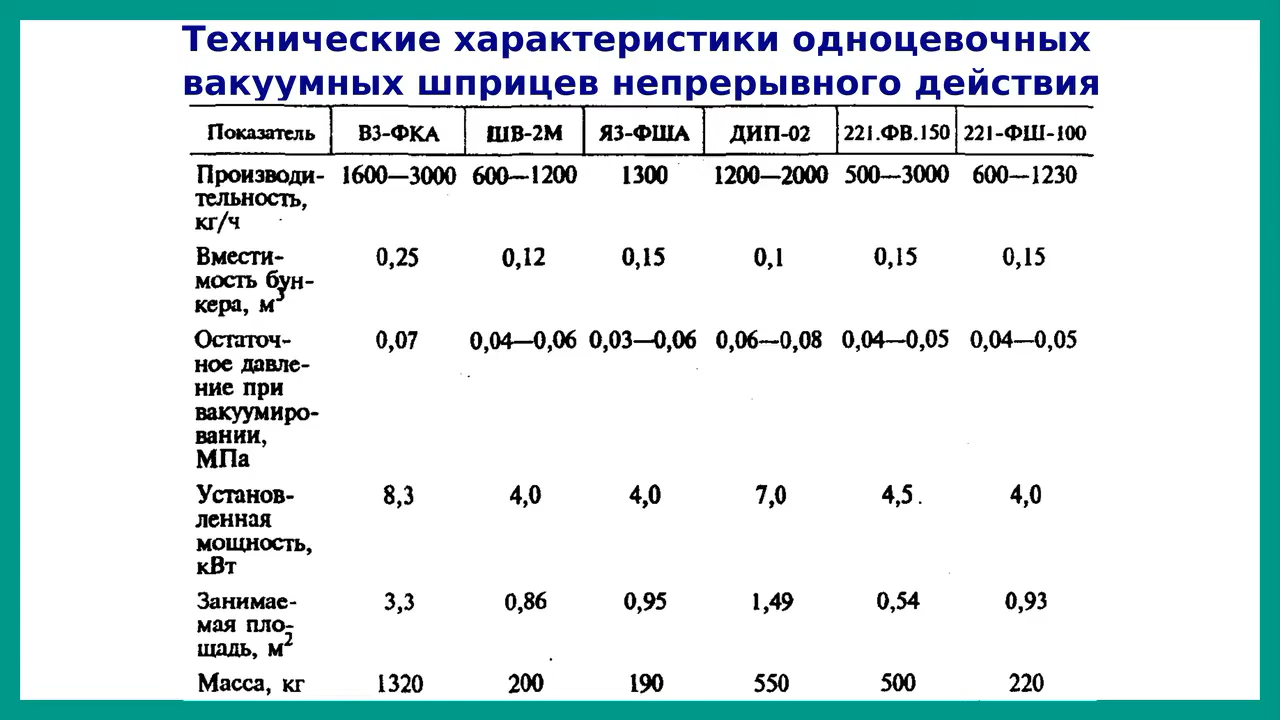 Технические характеристики одноцевочных
вакуумных шприцев непрерывного действия
Показатель ВЗ-ФКА ШВ-2М ЯЗ-ФША ДИП-02 221.ФВ.150 221-ФШ-100
Производи- 1600—3000 600—1200 1300 1200—2000 500—3000 600—1230
тельность,
кг/ч
Вмести- 0,25 0,12 0,15 0,1 0,15 0,15
мость бун-
кера, м³
Остаточ- 0,07 0,04—0,06 0,03—0,06 0,06—0,08 0,04—0,05 0,04—0,05
ное давле-
ние при
вакуумиро-
вании,
МПа
Установ- 8,3 4,0 4,0 7,0 4,5 4,0
ленная
мощность,
кВт
Занимае- 3,3 0,86 0,95 1,49 0,54 0,93
мая пло-
щадь, м²
Масса, кг 1320 200 190 550 500 220